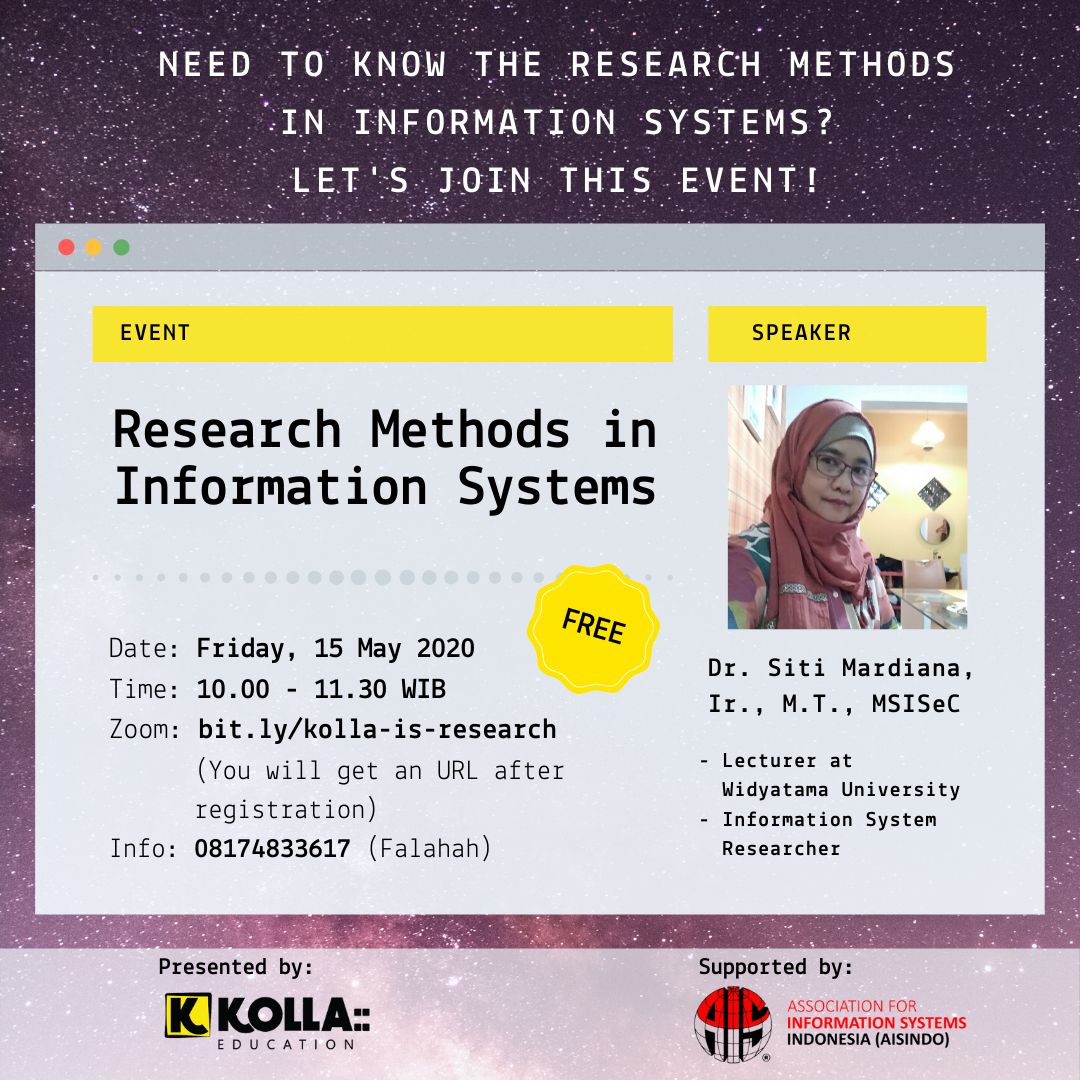 NEED TO KNOW THE RESEARCH METHODS
IN INFORMATION SYSTEMS?
LET'S JOIN THIS EVENT!
EVENT
Research Methods in
Information Systems
FREE
Date: Friday, 15 May 2020
Time: 10.00 - 11.30 WIB
Zoom: bit.ly/kolla-is-research
(You will get an URL after
registration)
Info: 08174833617 (Falahah)
SPEAKER
Dr. Siti Mardiana,
Ir., M.T., MSISeC
- Lecturer at
Widyatama University
- Information System
Researcher
Presented by:
K KOLLA::
EDUCATION
Supported by:
ASSOCIATION FOR
INFORMATION SYSTEMS
INDONESIA (AISINDO)
®